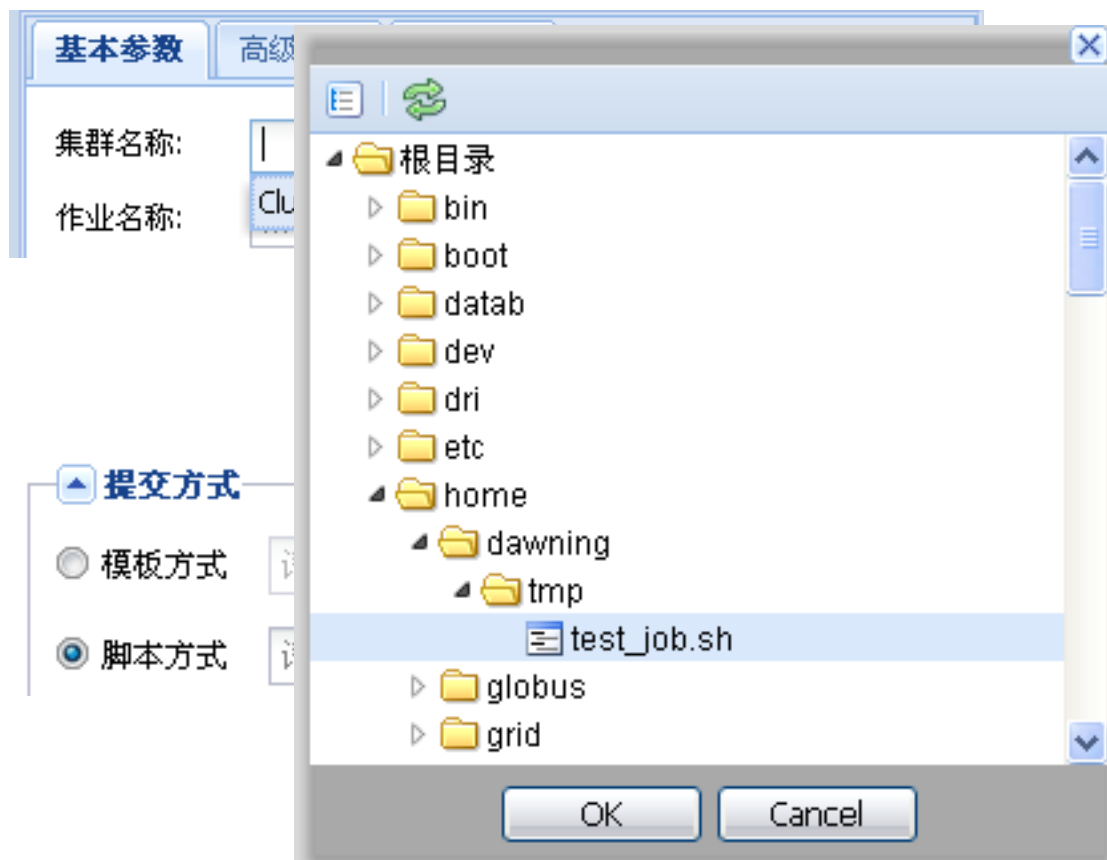 基本参数
高级
集群名称:
Clu
作业名称:
提交方式
模板方式
脚本方式
根目录
bin
boot
datab
dev
dri
etc
home
dawning
tmp
test_job.sh
globus
grid
OK
Cancel